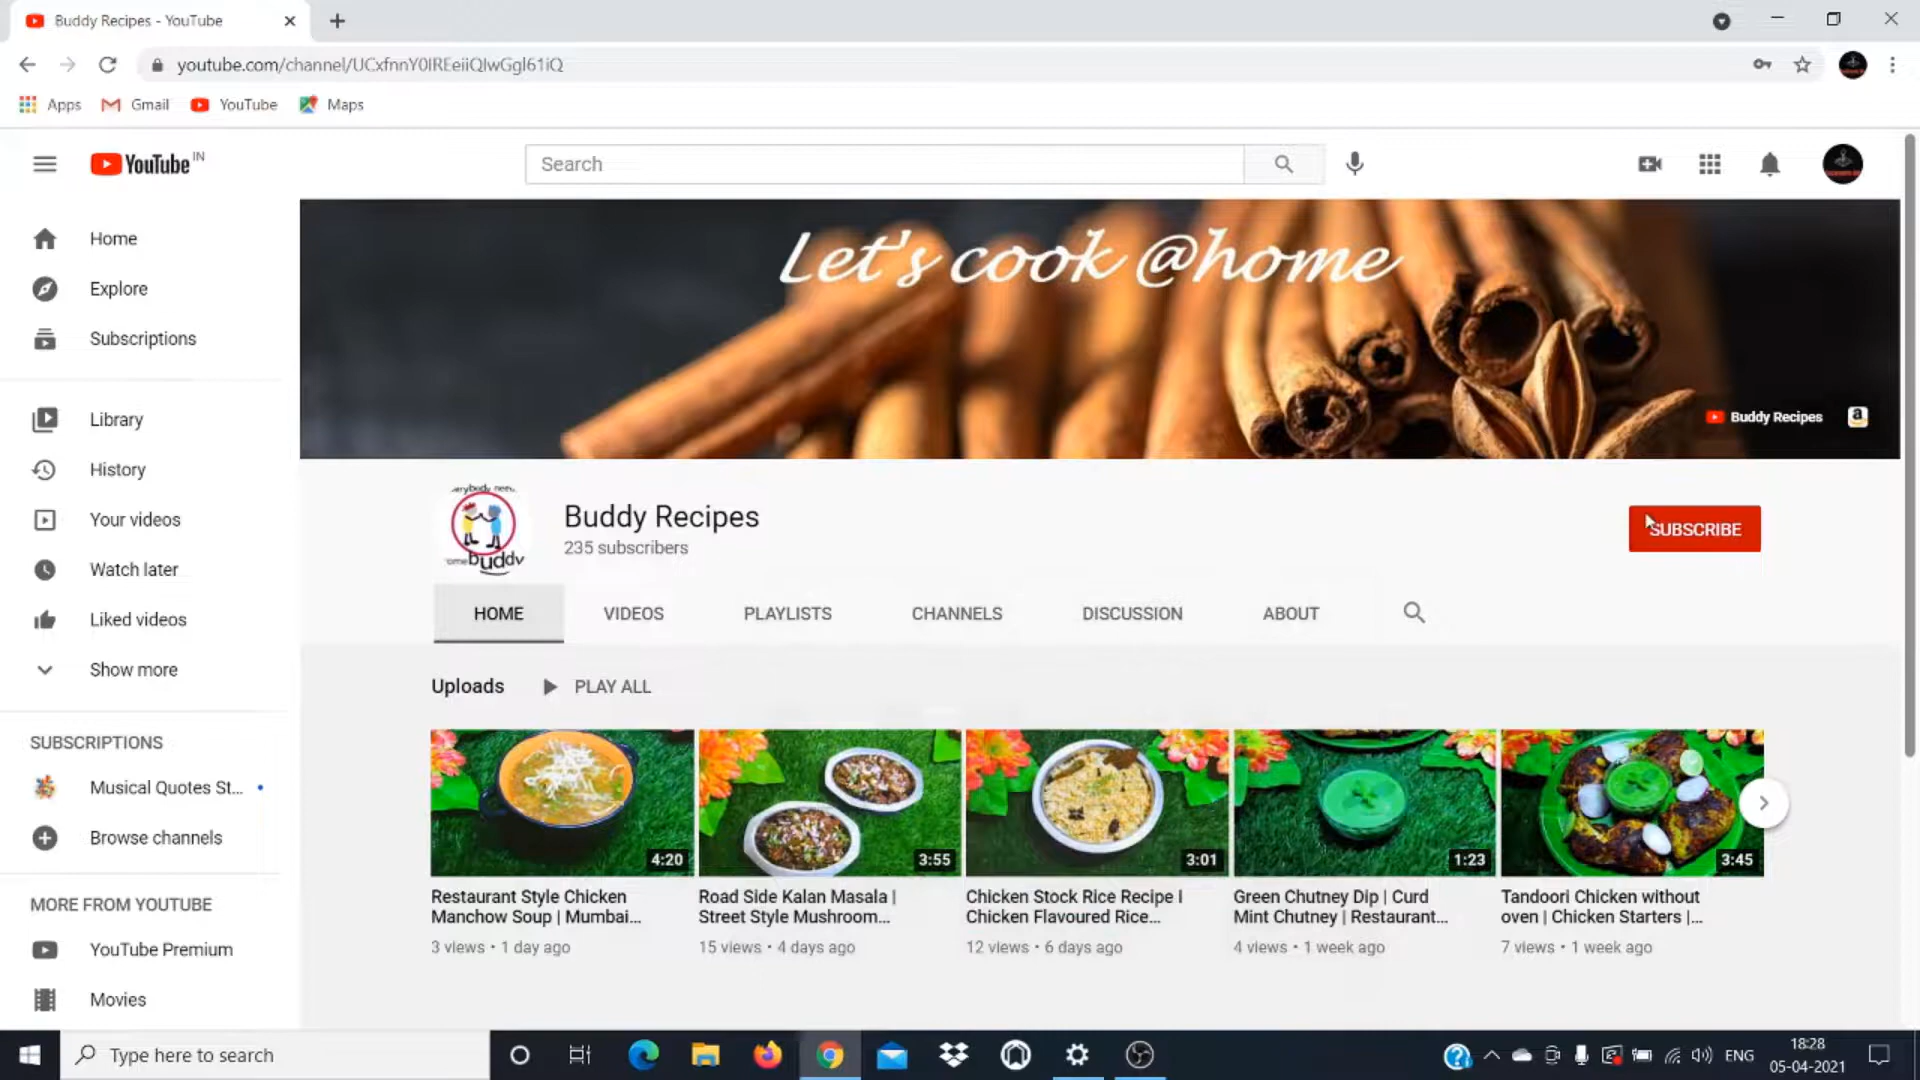 Buddy Recipes - YouTube
youtube.com/channel/UCxfnnY0IREeiiQIwGgl61iQ
Apps Gmail YouTube Maps
YouTube IN
Search
Home
Explore
Subscriptions
Library
History
Your videos
Watch later
Liked videos
Show more
SUBSCRIPTIONS
Musical Quotes St...
Browse channels
MORE FROM YOUTUBE
YouTube Premium
Movies
Let's cook @home
Buddy Recipes
buddy
Buddy Recipes
235 subscribers
SUBSCRIBE
HOME VIDEOS PLAYLISTS CHANNELS DISCUSSION ABOUT
Uploads PLAY ALL
4:20
Restaurant Style Chicken
Manchow Soup | Mumbai...
3 views • 1 day ago
3:55
Road Side Kalan Masala |
Street Style Mushroom...
15 views • 4 days ago
3:01
Chicken Stock Rice Recipe I
Chicken Flavoured Rice...
12 views • 6 days ago
1:23
Green Chutney Dip | Curd
Mint Chutney | Restaurant...
4 views • 1 week ago
3:45
Tandoori Chicken without
oven | Chicken Starters |...
7 views • 1 week ago
Type here to search
ENG
18:28
05-04-2021